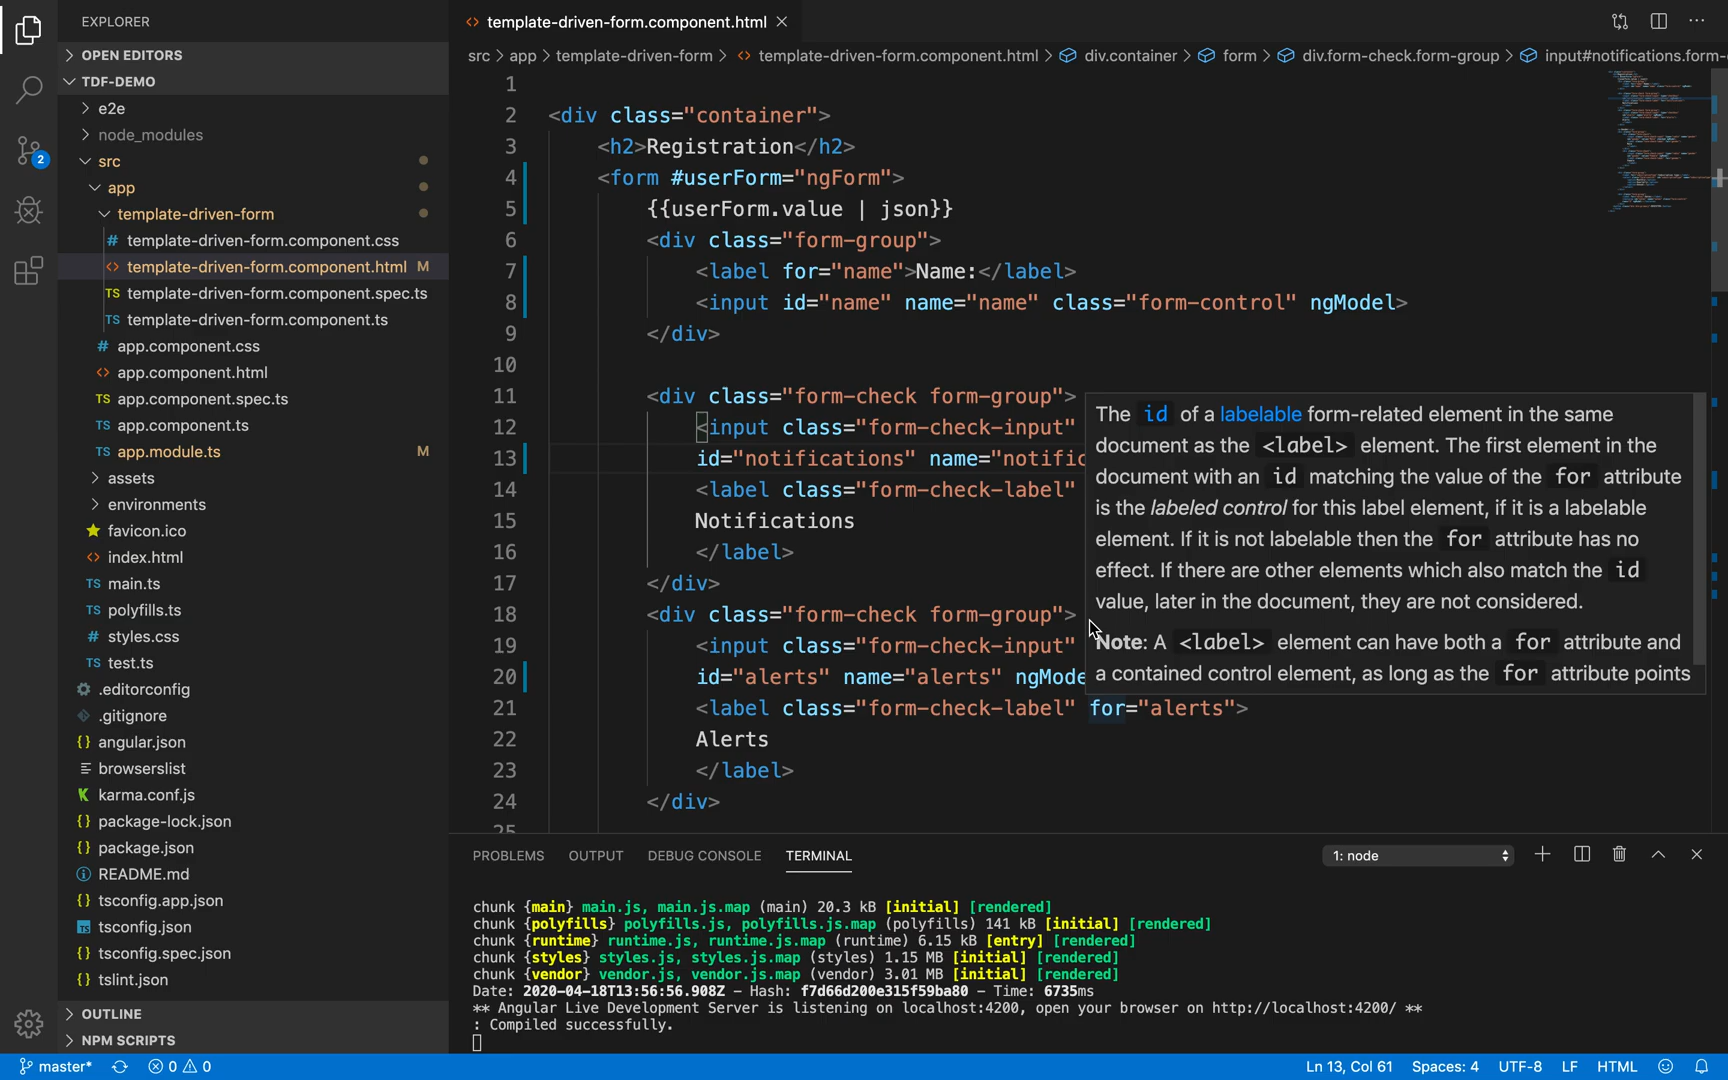 EXPLORER
OPEN EDITORS
TDF-DEMO
e2e
node_modules
src
app
template-driven-form
# template-driven-form.component.css
<> template-driven-form.component.html M
TS template-driven-form.component.spec.ts
TS template-driven-form.component.ts
# app.component.css
<> app.component.html
TS app.component.spec.ts
TS app.component.ts
TS app.module.ts M
assets
environments
favicon.ico
<> index.html
TS main.ts
TS polyfills.ts
# styles.css
TS test.ts
.editorconfig
.gitignore
{} angular.json
browserslist
K karma.conf.js
{} package-lock.json
{} package.json
README.md
{} tsconfig.app.json
TS tsconfig.json
{} tsconfig.spec.json
{} tslint.json
OUTLINE
NPM SCRIPTS
2
<> template-driven-form.component.html
src > app > template-driven-form > <> template-driven-form.component.html > div.container > form > div.form-check.form-group > input#notifications.form-
1
2 <div class="container">
3 <h2>Registration</h2>
4 <form #userForm="ngForm">
5 {{userForm.value | json}}
6 <div class="form-group">
7 <label for="name">Name:</label>
8 <input id="name" name="name" class="form-control" ngModel>
9 </div>
10
11 <div class="form-check form-group">
12 <input class="form-check-input"
13 id="notifications" name="notific
14 <label class="form-check-label"
15 Notifications
16 </label>
17 </div>
18 <div class="form-check form-group">
19 <input class="form-check-input"
20 id="alerts" name="alerts" ngMode
21 <label class="form-check-label" for="alerts">
22 Alerts
23 </label>
24 </div>
25
The id of a labelable form-related element in the same
document as the <label> element. The first element in the
document with an id matching the value of the for attribute
is the labeled control for this label element, if it is a labelable
element. If it is not labelable then the for attribute has no
effect. If there are other elements which also match the id
value, later in the document, they are not considered.
Note: A <label> element can have both a for attribute and
a contained control element, as long as the for attribute points
PROBLEMS OUTPUT DEBUG CONSOLE TERMINAL 1: node
chunk {main} main.js, main.js.map (main) 20.3 kB [initial] [rendered]
chunk {polyfills} polyfills.js, polyfills.js.map (polyfills) 141 kB [initial] [rendered]
chunk {runtime} runtime.js, runtime.js.map (runtime) 6.15 kB [entry] [rendered]
chunk {styles} styles.js, styles.js.map (styles) 1.15 MB [initial] [rendered]
chunk {vendor} vendor.js, vendor.js.map (vendor) 3.01 MB [initial] [rendered]
Date: 2020-04-18T13:56:56.908Z - Hash: f7d66d200e315f59ba80 - Time: 6735ms
** Angular Live Development Server is listening on localhost:4200, open your browser on http://localhost:4200/ **
: Compiled successfully.
master* 0 0 Ln 13, Col 61 Spaces: 4 UTF-8 LF HTML